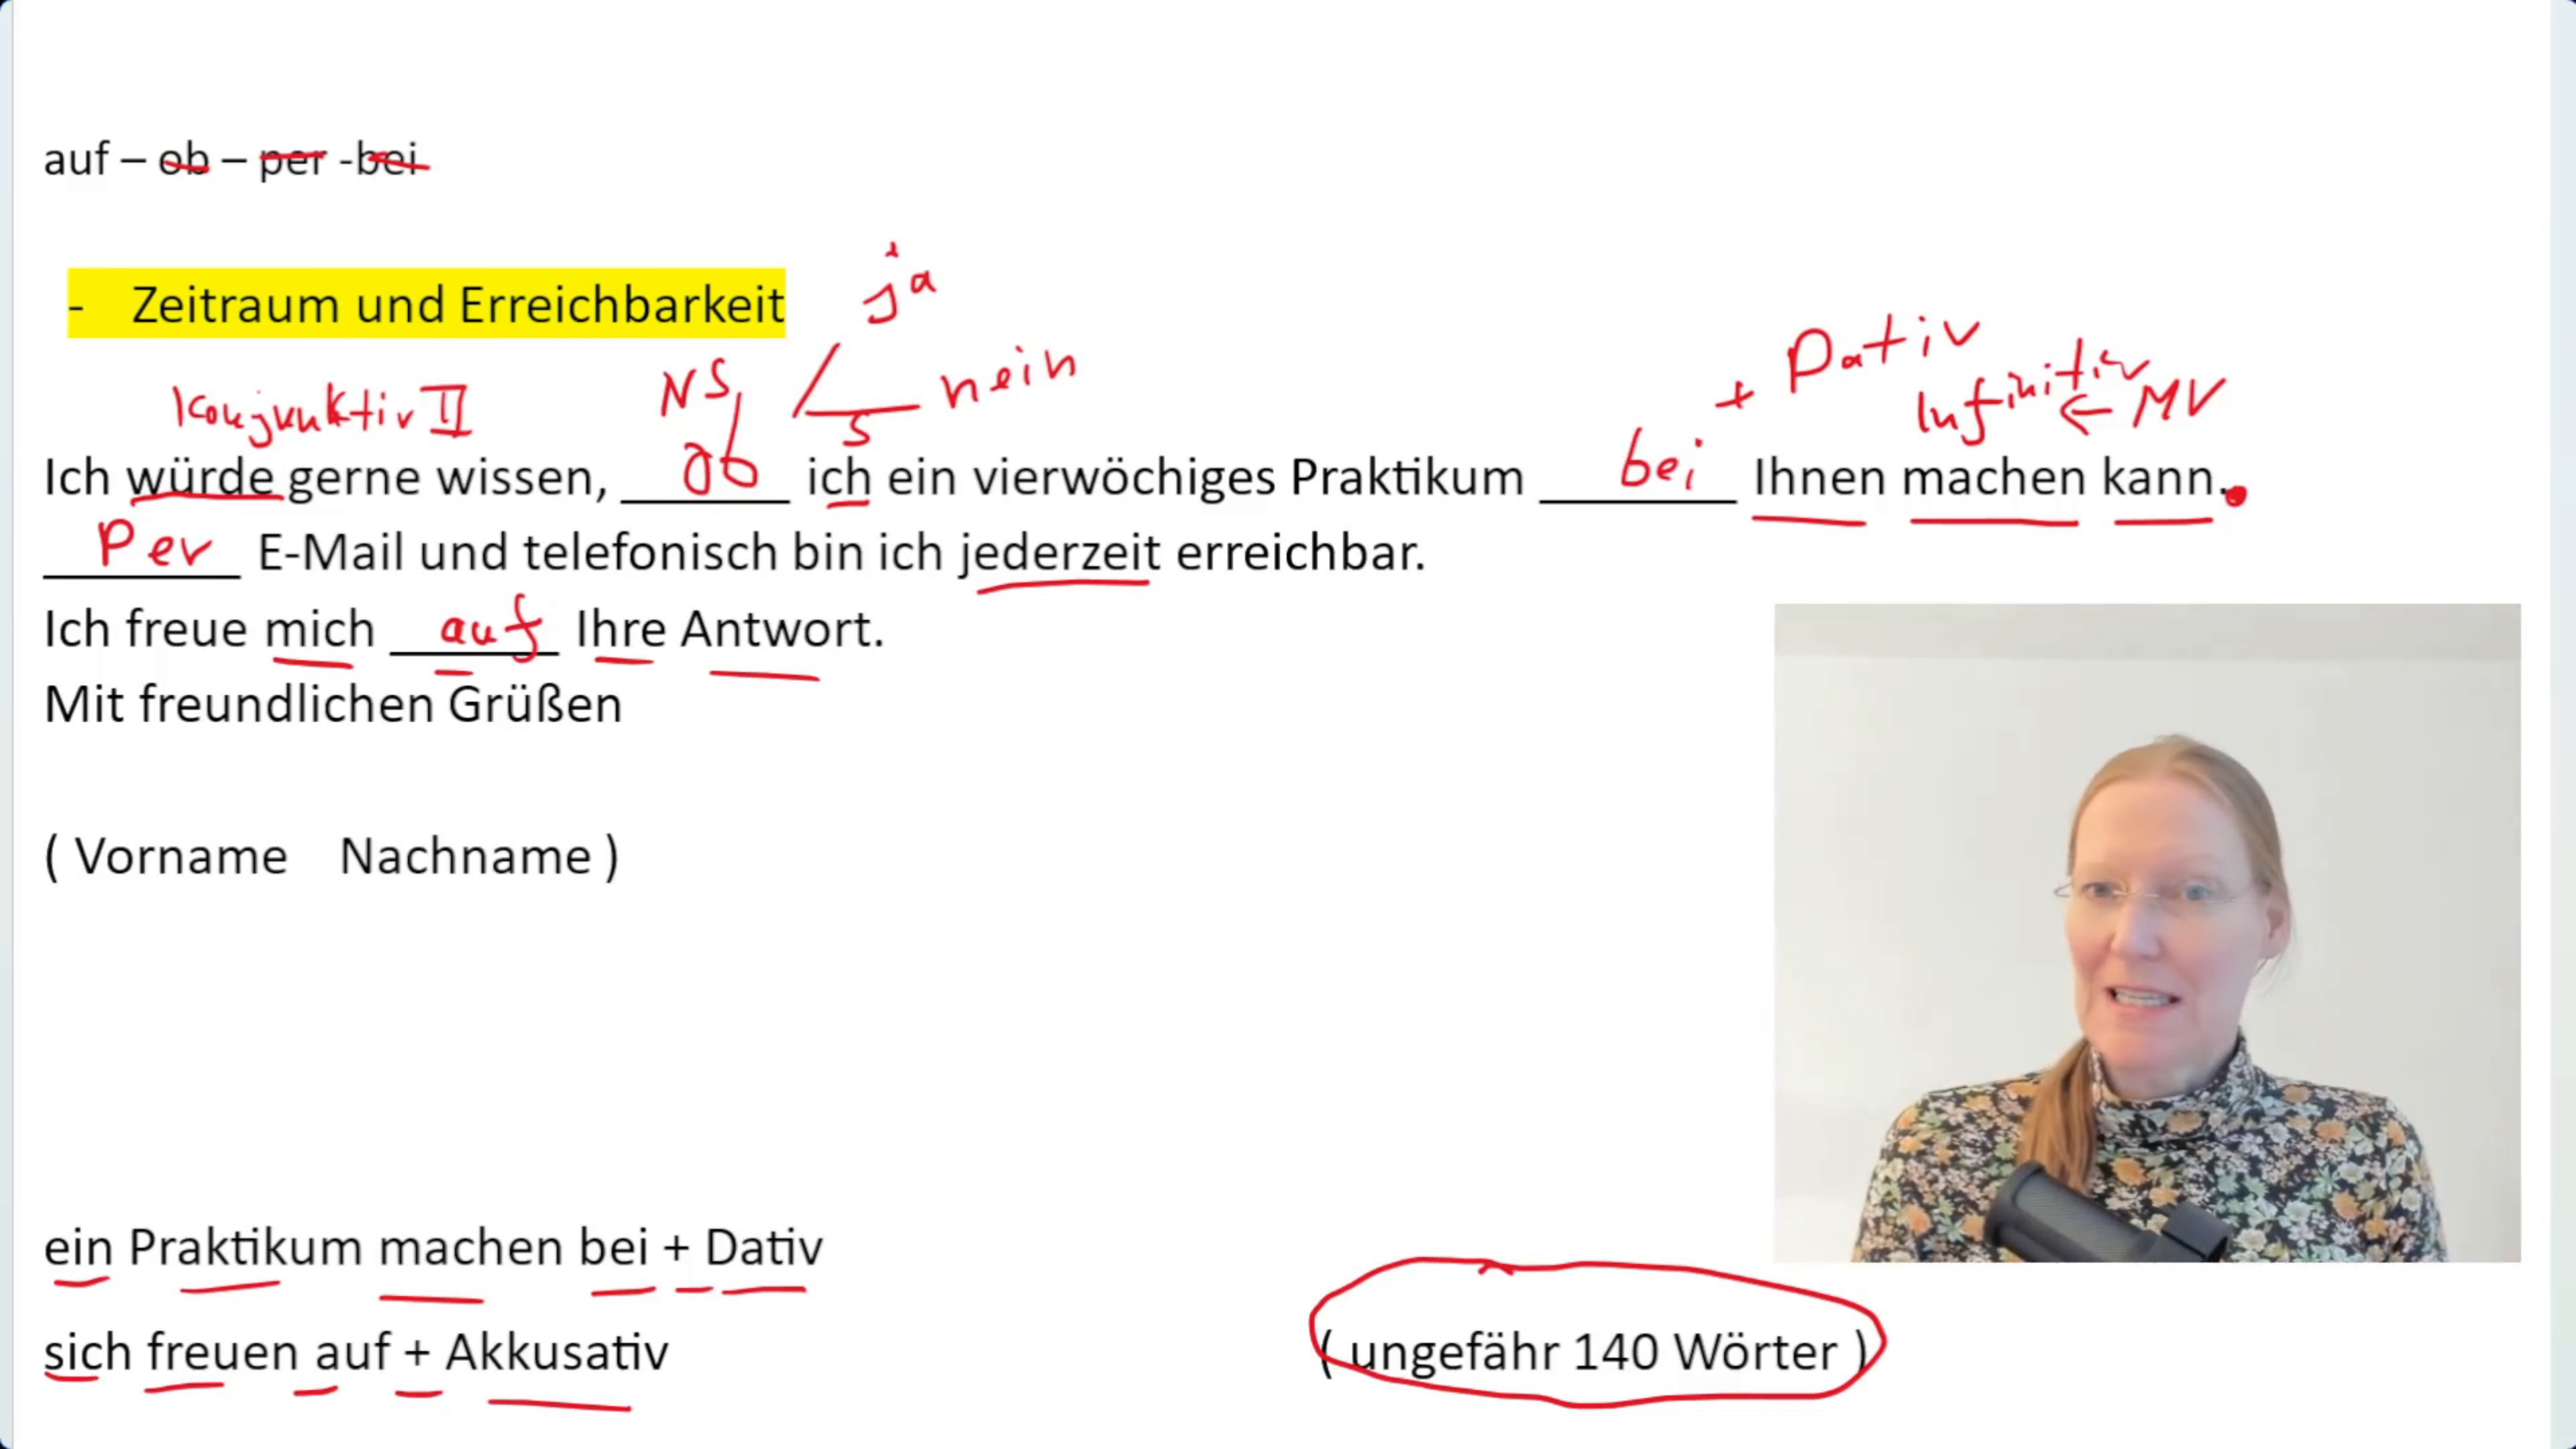 auf – ob – per -bei
- Zeitraum und Erreichbarkeit
ja
nein
Konjunktiv II
NS
S
+ Dativ
Infinitiv ← MV
Ich würde gerne wissen, ob ich ein vierwöchiges Praktikum bei Ihnen machen kann.
Per E-Mail und telefonisch bin ich jederzeit erreichbar.
Ich freue mich auf Ihre Antwort.
Mit freundlichen Grüßen
( Vorname Nachname )
ein Praktikum machen bei + Dativ
sich freuen auf + Akkusativ
( ungefähr 140 Wörter )